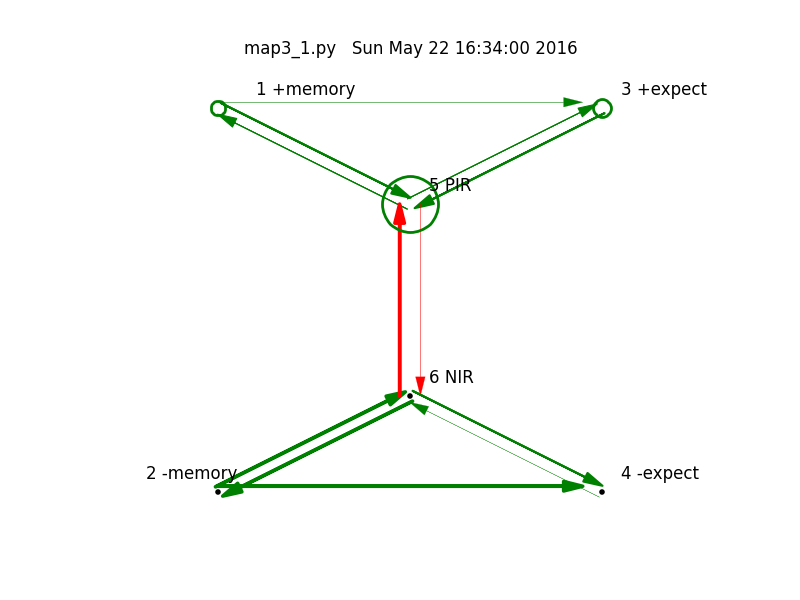 map3_1.py   Sun May 22 16:34:00 2016
1 +memory
3 +expect
5 PIR
6 NIR
2 -memory
4 -expect